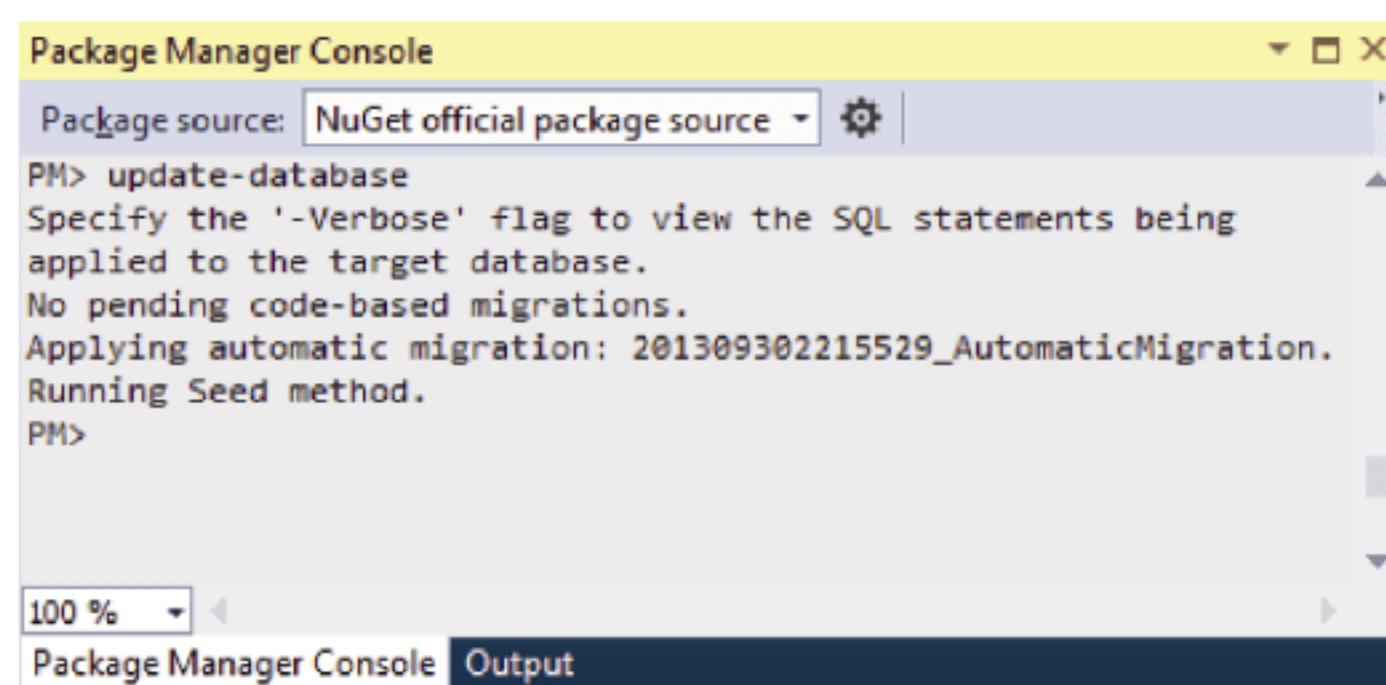 Package Manager Console
Package source: NuGet official package source
PM> update-database
Specify the '-Verbose' flag to view the SQL statements being
applied to the target database.
No pending code-based migrations.
Applying automatic migration: 201309302215529_AutomaticMigration.
Running Seed method.
PM>
100 %
Package Manager Console Output